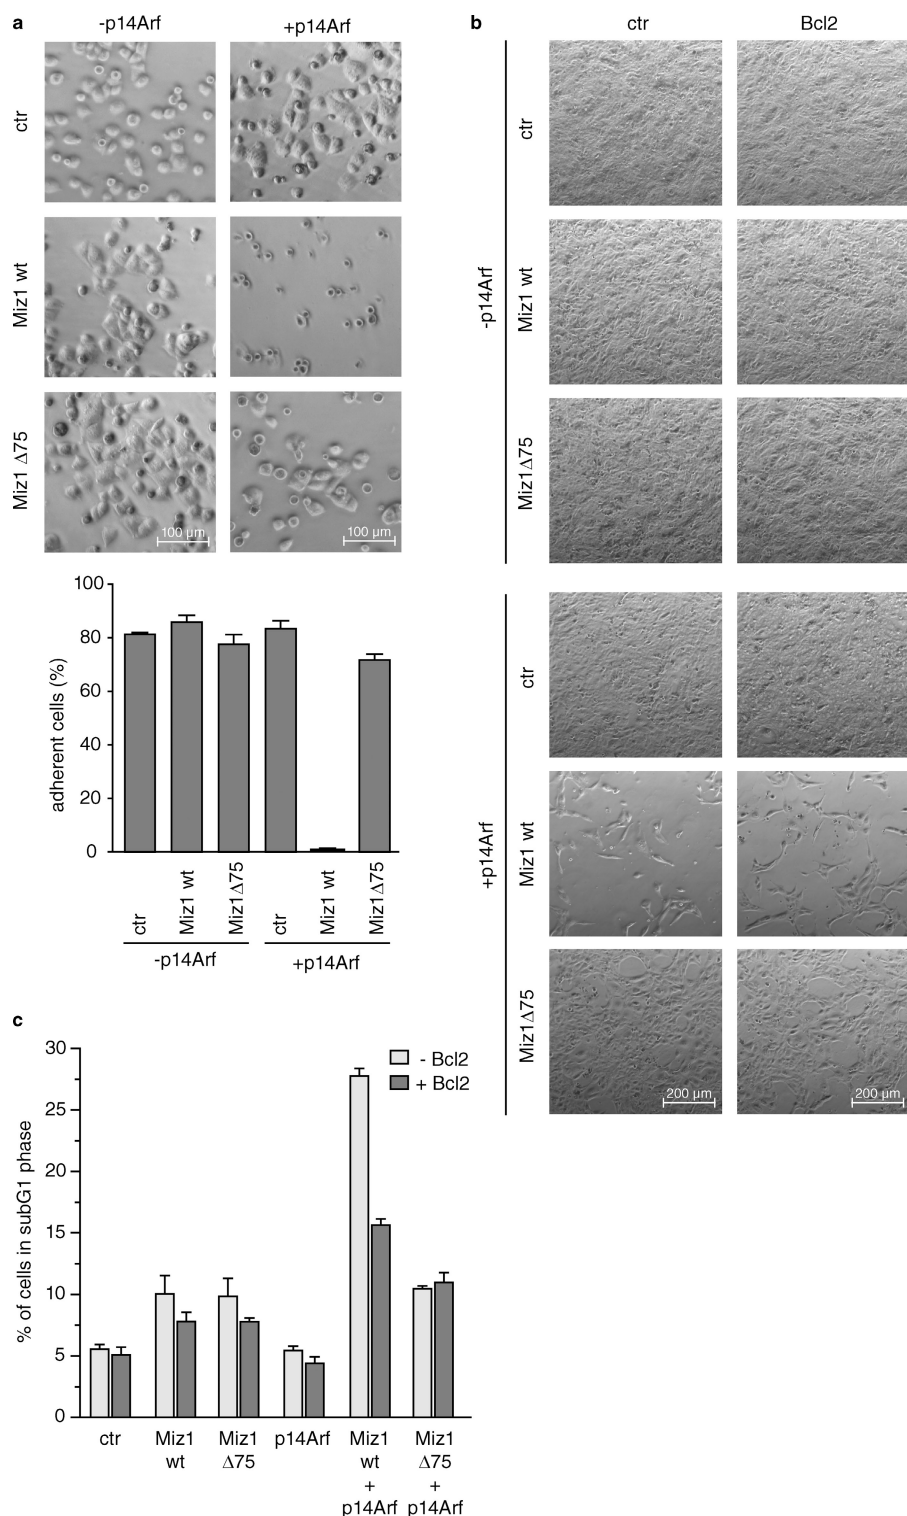 a
-p14Arf
+p14Arf
ctr
Miz1 wt
Miz1 Δ75
100 µm
100 µm
100
80
60
40
20
0
adherent cells (%)
ctr
Miz1 wt
Miz1Δ75
ctr
Miz1 wt
Miz1Δ75
-p14Arf
+p14Arf
b
ctr
Bcl2
-p14Arf
ctr
Miz1 wt
Miz1Δ75
+p14Arf
ctr
Miz1 wt
Miz1Δ75
200 µm
200 µm
c
30
25
20
15
10
5
0
% of cells in subG1 phase
- Bcl2
+ Bcl2
ctr
Miz1
wt
Miz1
Δ75
p14Arf
Miz1
wt
+
p14Arf
Miz1
Δ75
+
p14Arf